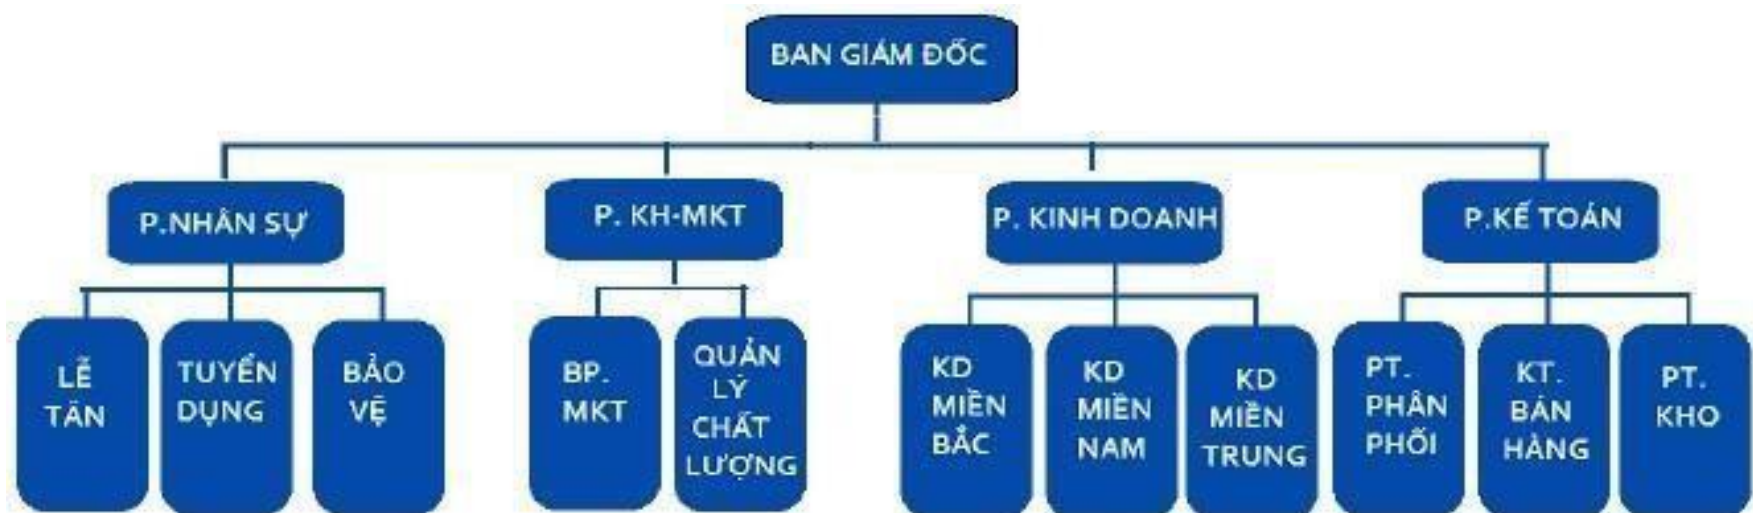 BAN GIÁM ĐỐC
P.NHÂN SỰ
P. KH-MKT
P. KINH DOANH
P.KẾ TOÁN
LỄ
TÂN
TUYỂN
DỤNG
BẢO
VỆ
BP.
MKT
QUẢN
LÝ
CHẤT
LƯỢNG
KD
MIỀN
BẮC
KD
MIỀN
NAM
KD
MIỀN
TRUNG
PT.
PHÂN
PHỐI
KT.
BÁN
HÀNG
PT.
KHO